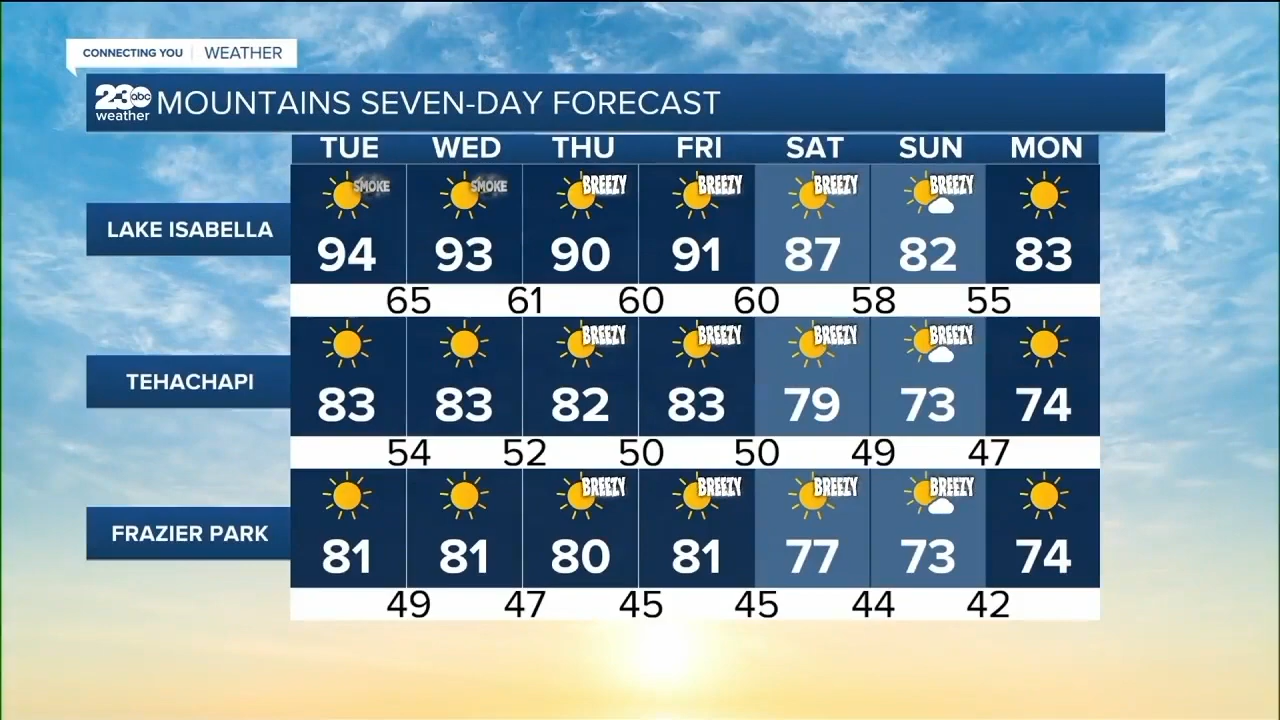 CONNECTING YOU | WEATHER
23 abc
weather
MOUNTAINS SEVEN-DAY FORECAST
TUE WED THU FRI SAT SUN MON
SMOKE SMOKE BREEZY BREEZY BREEZY BREEZY
LAKE ISABELLA
94 93 90 91 87 82 83
65 61 60 60 58 55
BREEZY BREEZY BREEZY BREEZY
TEHACHAPI
83 83 82 83 79 73 74
54 52 50 50 49 47
BREEZY BREEZY BREEZY BREEZY
FRAZIER PARK
81 81 80 81 77 73 74
49 47 45 45 44 42